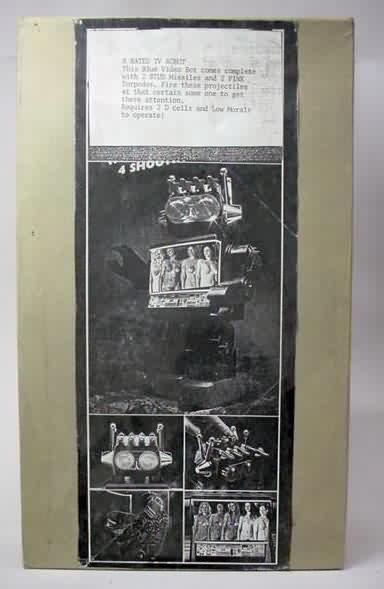 X RATED TV ROBOT
This Blue Video Bot comes complete
with 2 STUD Missiles and 2 PINK
Torpedos. Fire these projectiles
at that certain some one to get
there attention.
Requires 2 D cells and Low Morals
to operate!
4 SHOOTI